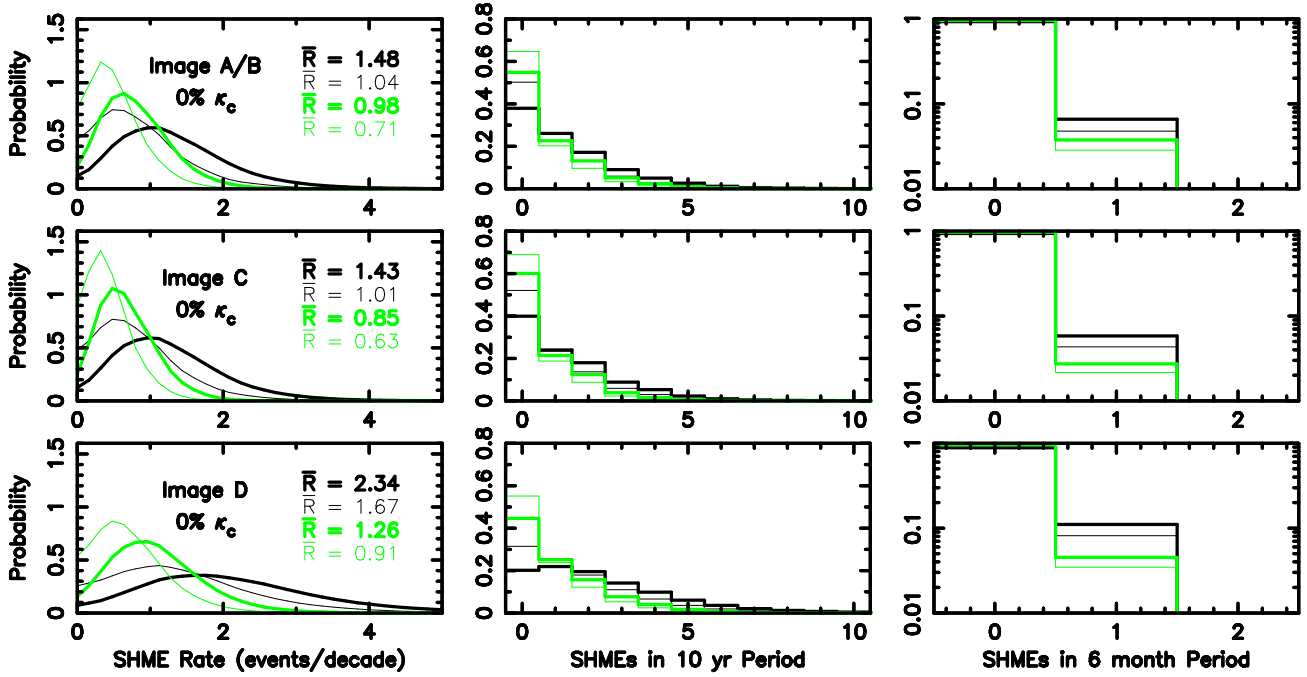 Probability
0 0.5 1 1.5
0 2 4
Image A/B
0% κc
R̄ = 1.48
R̄ = 1.04
R̄ = 0.98
R̄ = 0.71
0 0.2 0.4 0.6 0.8
0 5 10
0.01 0.1 1
0 1 2
Probability
0 0.5 1 1.5
0 2 4
Image C
0% κc
R̄ = 1.43
R̄ = 1.01
R̄ = 0.85
R̄ = 0.63
0 0.2 0.4 0.6 0.8
0 5 10
0.01 0.1 1
0 1 2
Probability
0 0.5 1 1.5
0 2 4
Image D
0% κc
R̄ = 2.34
R̄ = 1.67
R̄ = 1.26
R̄ = 0.91
SHME Rate (events/decade)
0 0.2 0.4 0.6 0.8
0 5 10
SHMEs in 10 yr Period
0.01 0.1 1
0 1 2
SHMEs in 6 month Period